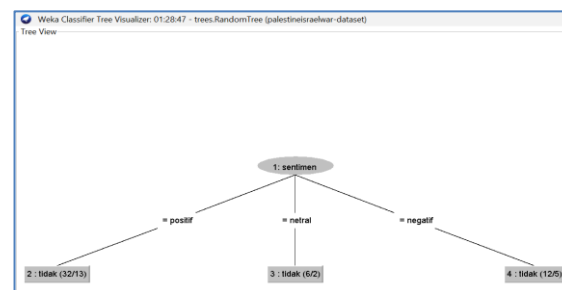 Weka Classifier Tree Visualizer: 01:28:47 - trees.RandomTree (palestineisraelwar-dataset)
Tree View
1: sentimen
= positif = netral = negatif
2 : tidak (32/13) 3 : tidak (6/2) 4 : tidak (12/5)